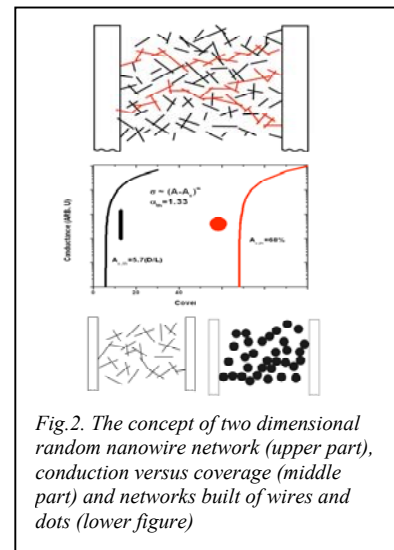 σ ~ (A-A_c)^α
α_th=1.33
Conductance (ARB. U)
A_c,th=5.7(D/L)
A_c,th=68%
0 20 40
Cover
Fig.2. The concept of two dimensional
random nanowire network (upper part),
conduction versus coverage (middle
part) and networks built of wires and
dots (lower figure)